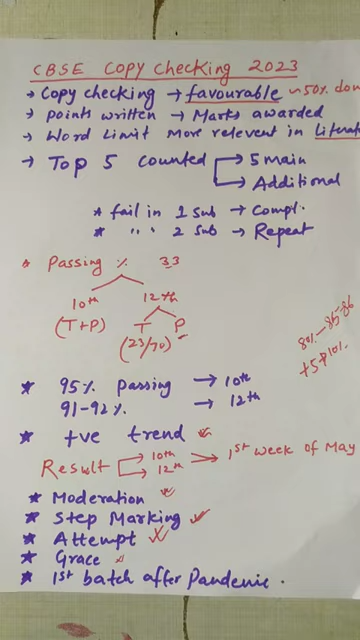 CBSE Copy Checking 2023
→ Copy checking → favourable ~50% dow
→ points written → Marks awarded
→ Word Limit More relevent in Literat
→ Top 5 counted → 5 main
→ Additional
* fail in 1 Sub → Compl.
* " " 2 Sub → Repeat
* Passing % 33
10th 12th
(T+P) T P
(23/70)
80% - 85-86
+5 10%
* 95% Passing → 10th
91-92% → 12th
* +ve trend
Result → 10th → 1st week of May
→ 12th
* Moderation
* Step Marking ✓
* Attempt
* Grace
* 1st batch after Pandemic.